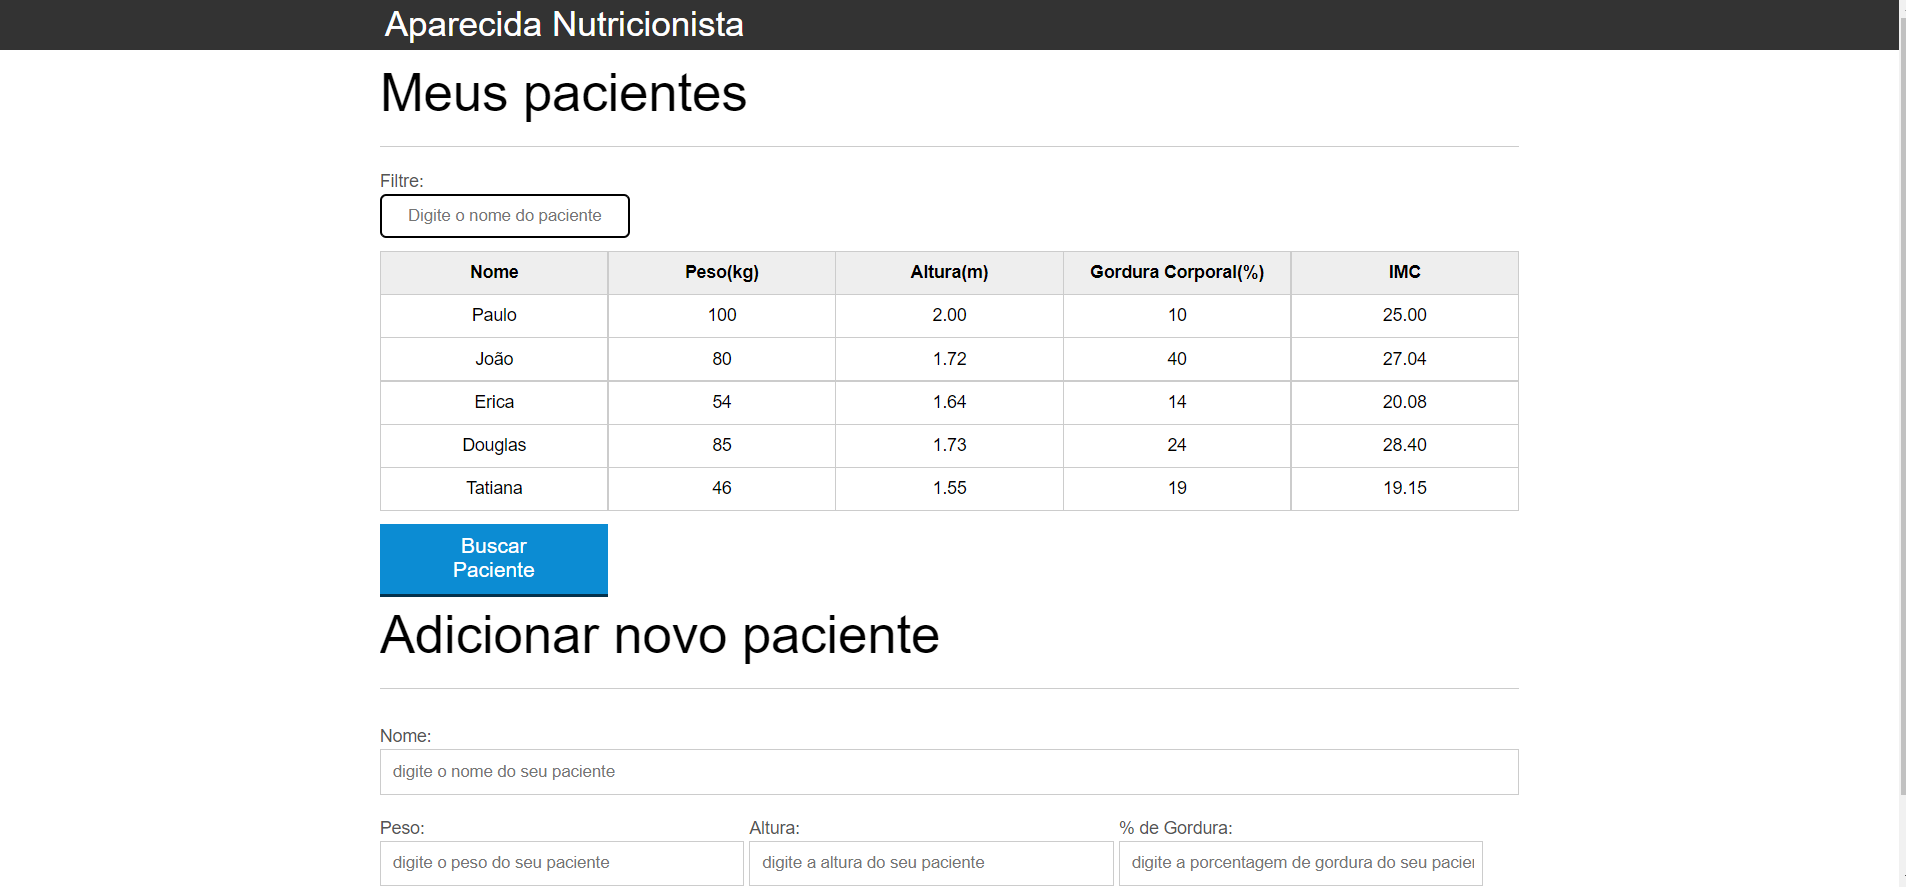 Aparecida Nutricionista
Meus pacientes
Filtre:
Digite o nome do paciente
Nome Peso(kg) Altura(m) Gordura Corporal(%) IMC
Paulo 100 2.00 10 25.00
João 80 1.72 40 27.04
Erica 54 1.64 14 20.08
Douglas 85 1.73 24 28.40
Tatiana 46 1.55 19 19.15
Buscar
Paciente
Adicionar novo paciente
Nome:
digite o nome do seu paciente
Peso: Altura: % de Gordura:
digite o peso do seu paciente digite a altura do seu paciente digite a porcentagem de gordura do seu pacie